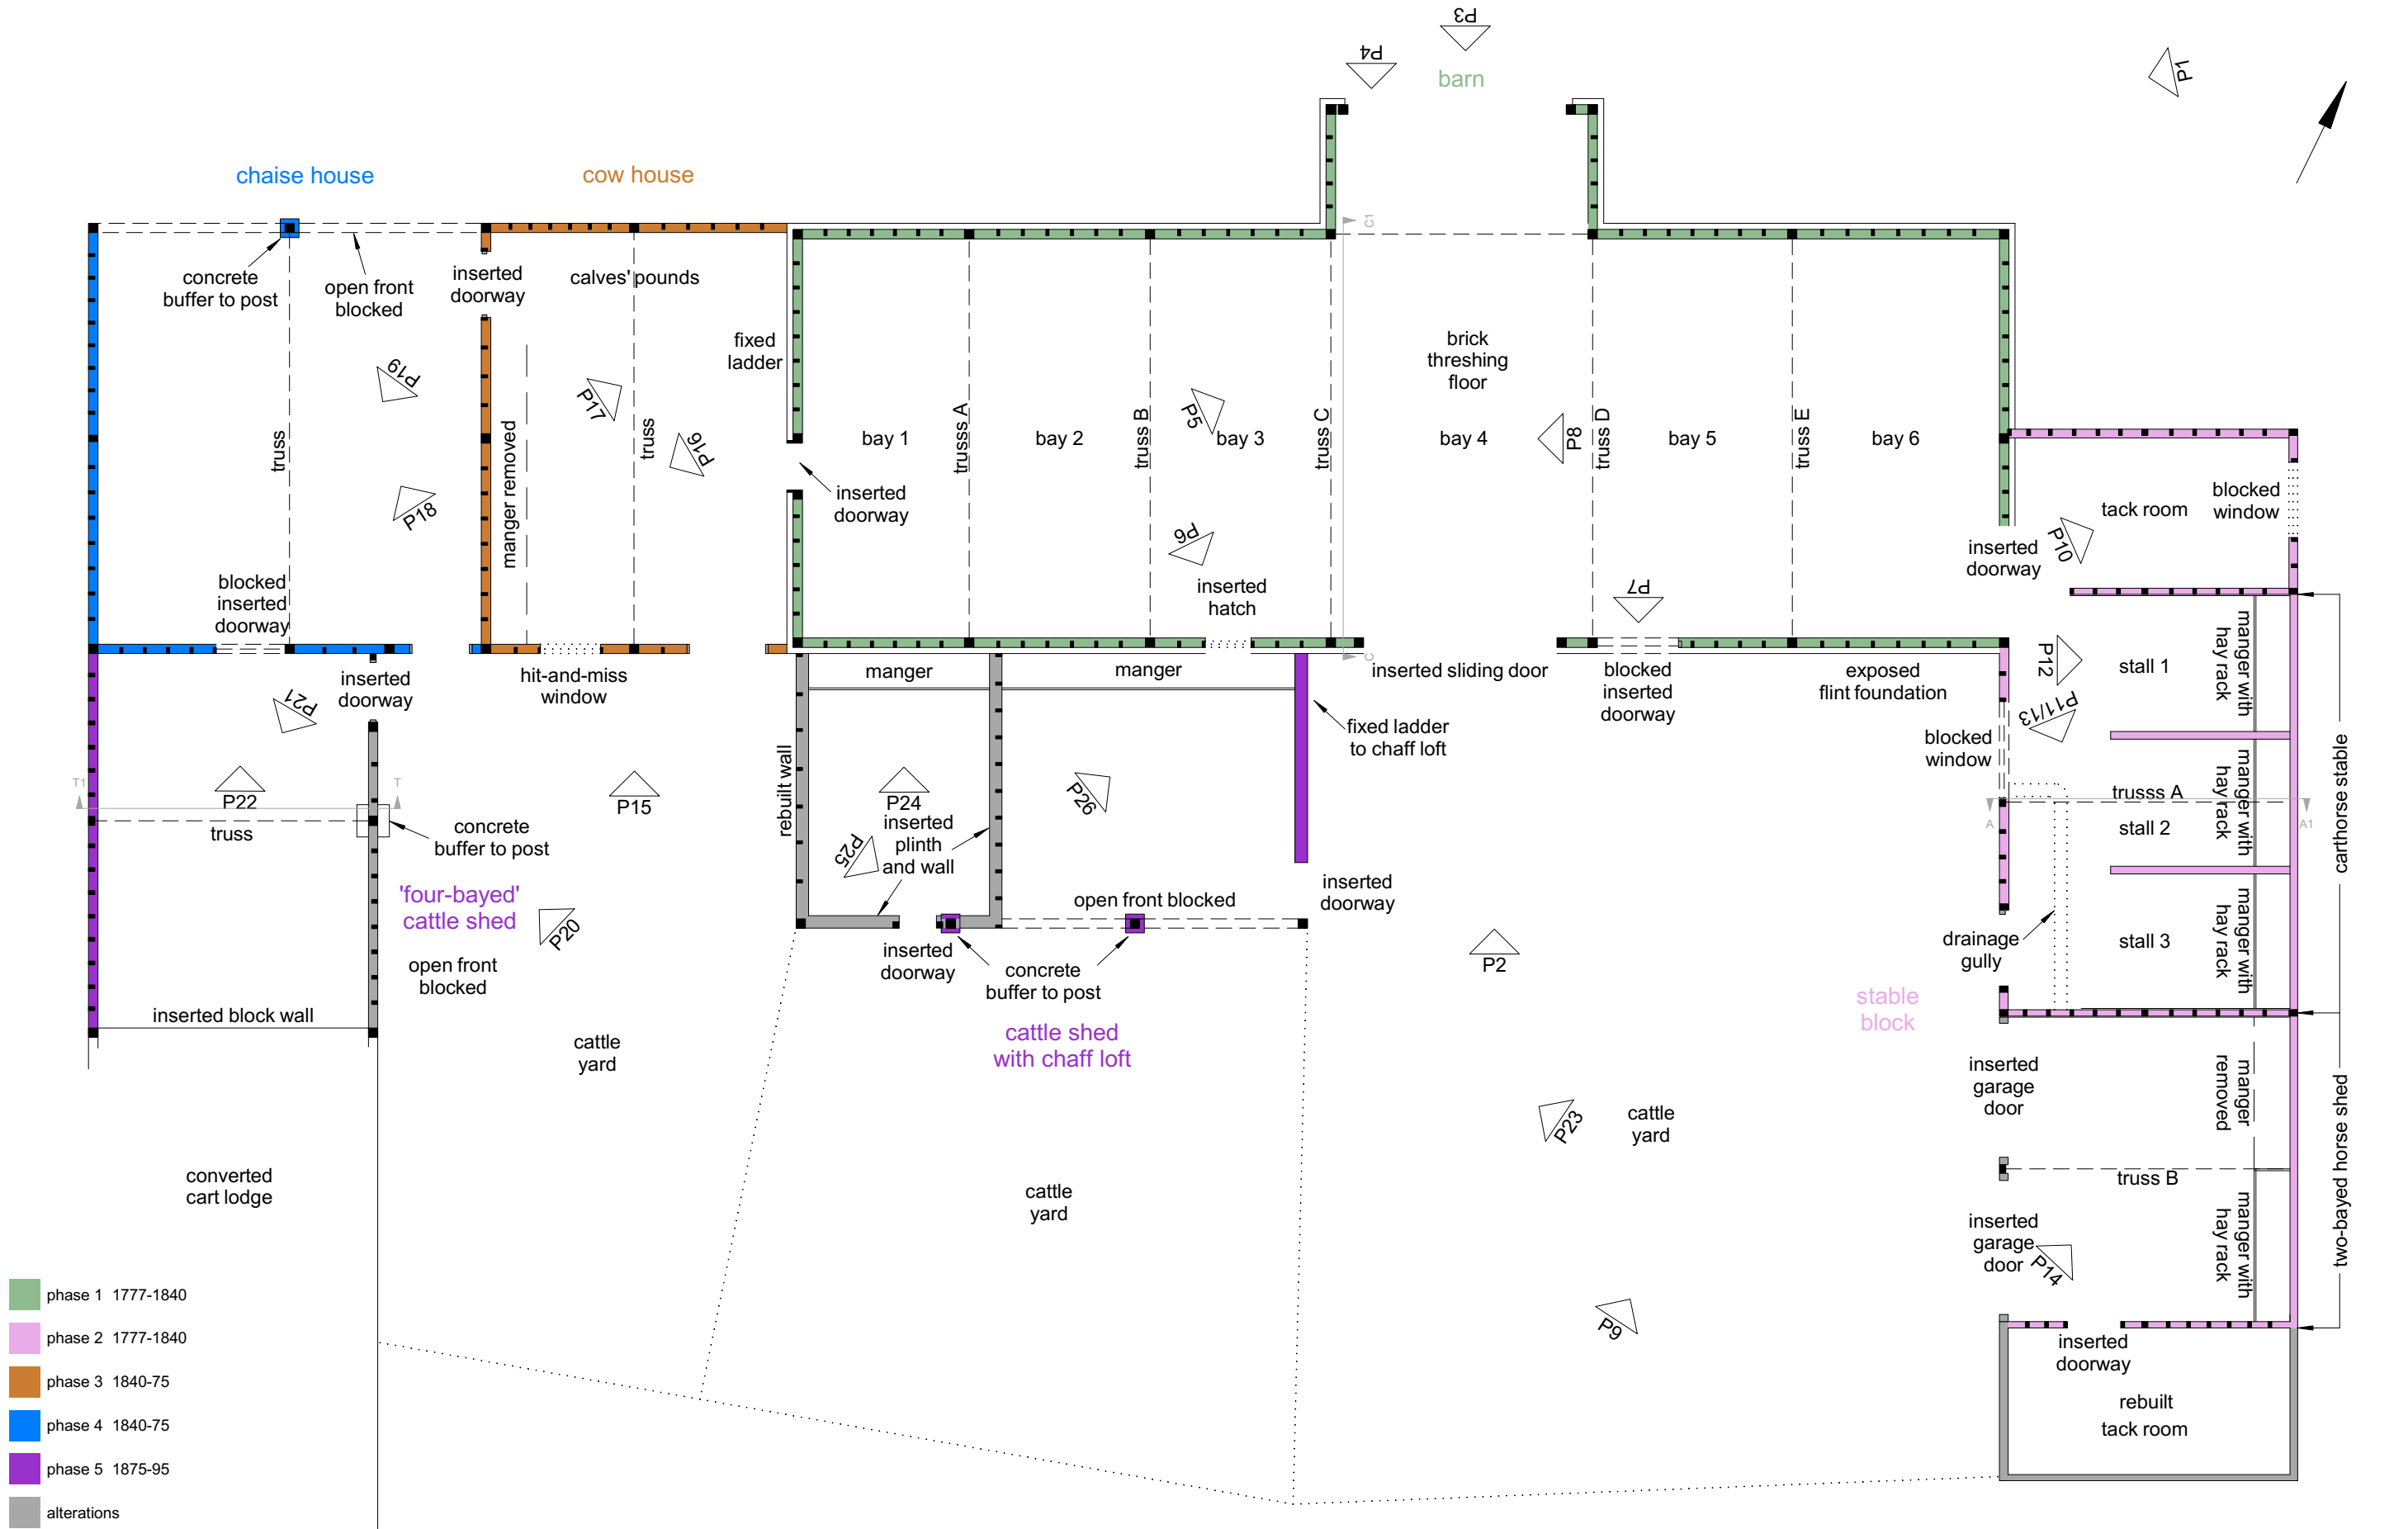 P3
P4
barn
P1
chaise house
cow house
C1
concrete
buffer to post
open front
blocked
inserted
doorway
calves' pounds
fixed
ladder
brick
threshing
floor
P19
P17
P16
P5
P8
truss
manger removed
truss
bay 1
trusss A
bay 2
truss B
bay 3
truss C
bay 4
truss D
bay 5
truss E
bay 6
inserted
doorway
P18
P6
tack room
blocked
window
P10
inserted
doorway
blocked
inserted
doorway
inserted
hatch
P7
C
hit-and-miss
window
manger
manger
inserted sliding door
blocked
inserted
doorway
exposed
flint foundation
P12
stall 1
manger with
hay rack
P21
inserted
doorway
fixed ladder
to chaff loft
P11/13
blocked
window
rebuilt wall
T1
T
P22
truss
P15
P24
inserted
plinth
and wall
P25
P26
trusss A
stall 2
manger with
hay rack
A
A1
carthorse stable
concrete
buffer to post
'four-bayed'
cattle shed
P20
open front blocked
inserted
doorway
open front
blocked
inserted
doorway
concrete
buffer to post
P2
drainage
gully
stall 3
manger with
hay rack
inserted block wall
cattle
yard
cattle shed
with chaff loft
stable
block
inserted
garage
door
manger
removed
P23
cattle
yard
two-bayed horse shed
converted
cart lodge
cattle
yard
truss B
inserted
garage
door
P14
manger with
hay rack
P9
inserted
doorway
rebuilt
tack room
phase 1 1777-1840
phase 2 1777-1840
phase 3 1840-75
phase 4 1840-75
phase 5 1875-95
alterations